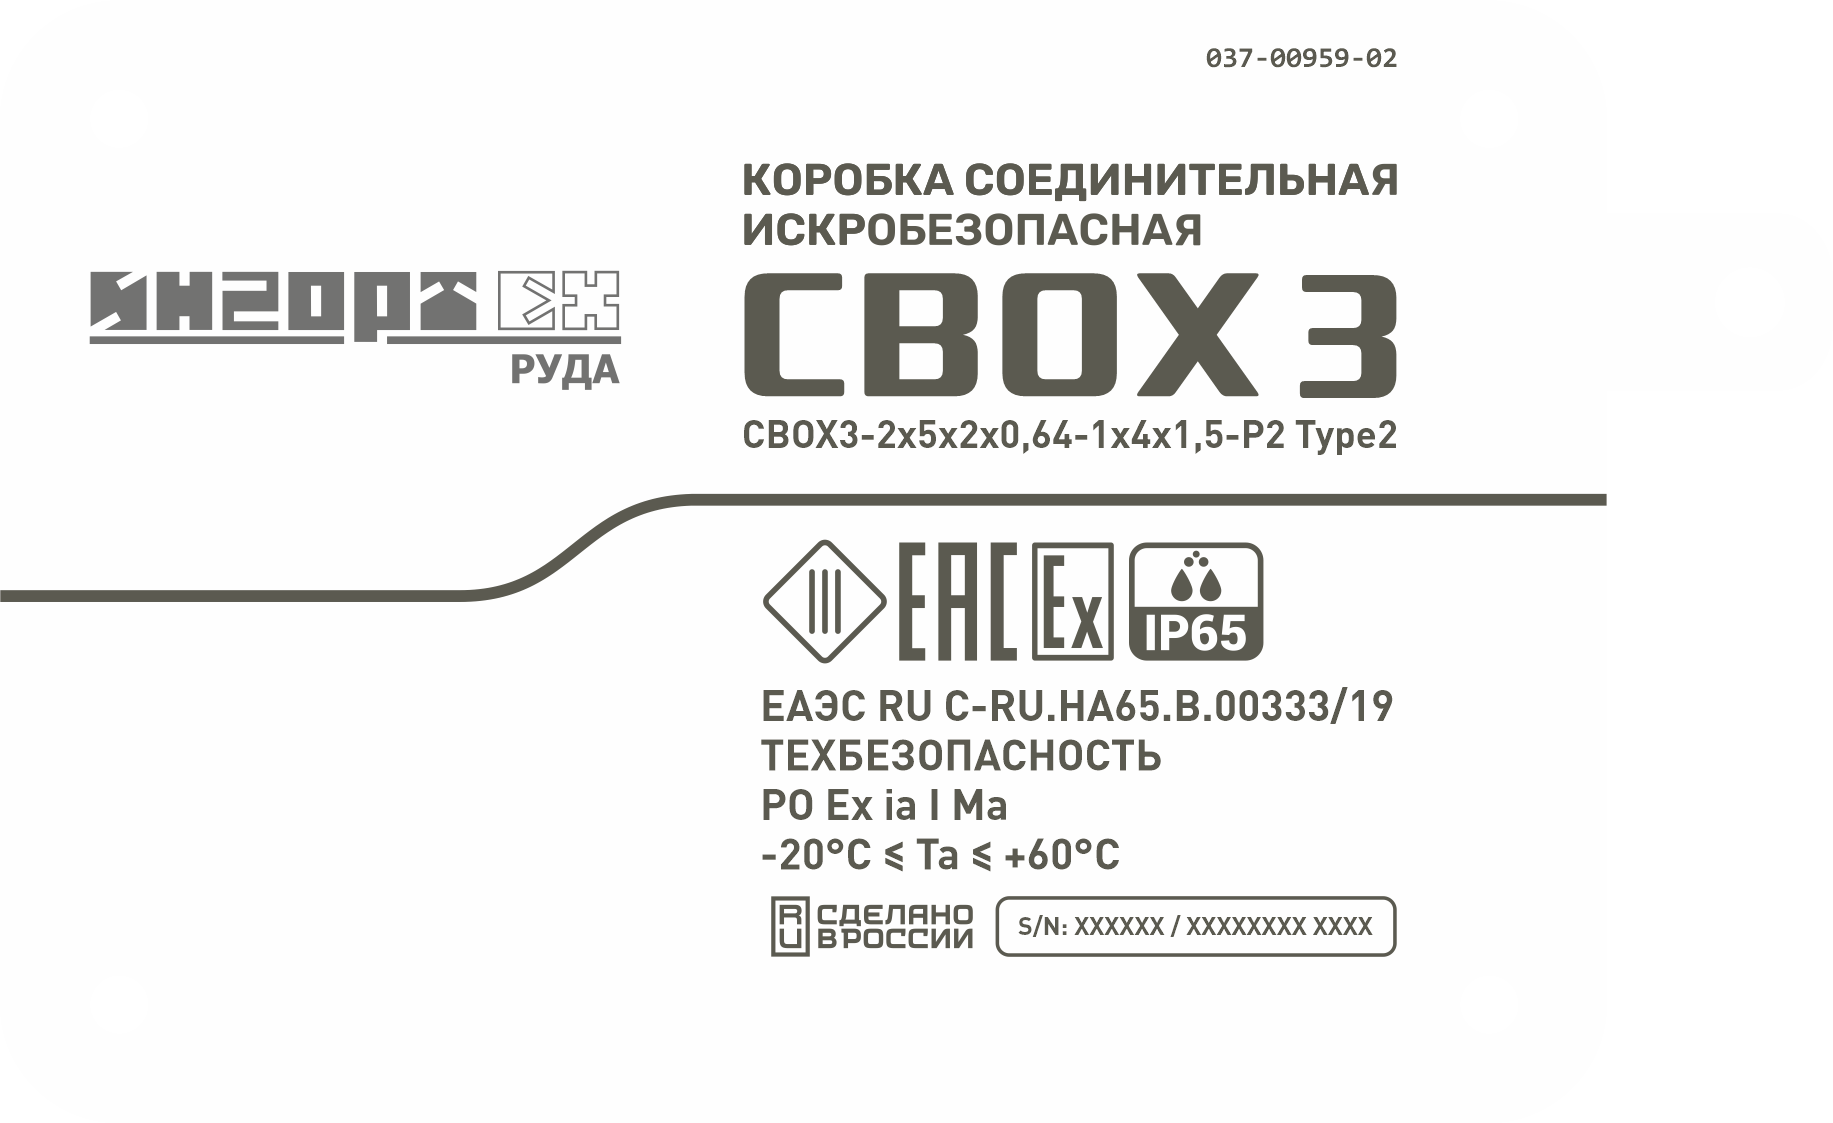 037-00959-02
КОРОБКА СОЕДИНИТЕЛЬНАЯ
ИСКРОБЕЗОПАСНАЯ
ИНГОРТЕХ
РУДА
CBOX 3
CBOX3-2x5x2x0,64-1x4x1,5-P2 Type2
III
EAC Ex
IP65
ЕАЭС RU C-RU.HA65.B.00333/19
ТЕХБЕЗОПАСНОСТЬ
PO Ex ia I Ma
-20°C ⩽ Ta ⩽ +60°C
RU
СДЕЛАНО
В РОССИИ
S/N: XXXXXX / XXXXXXXX XXXX